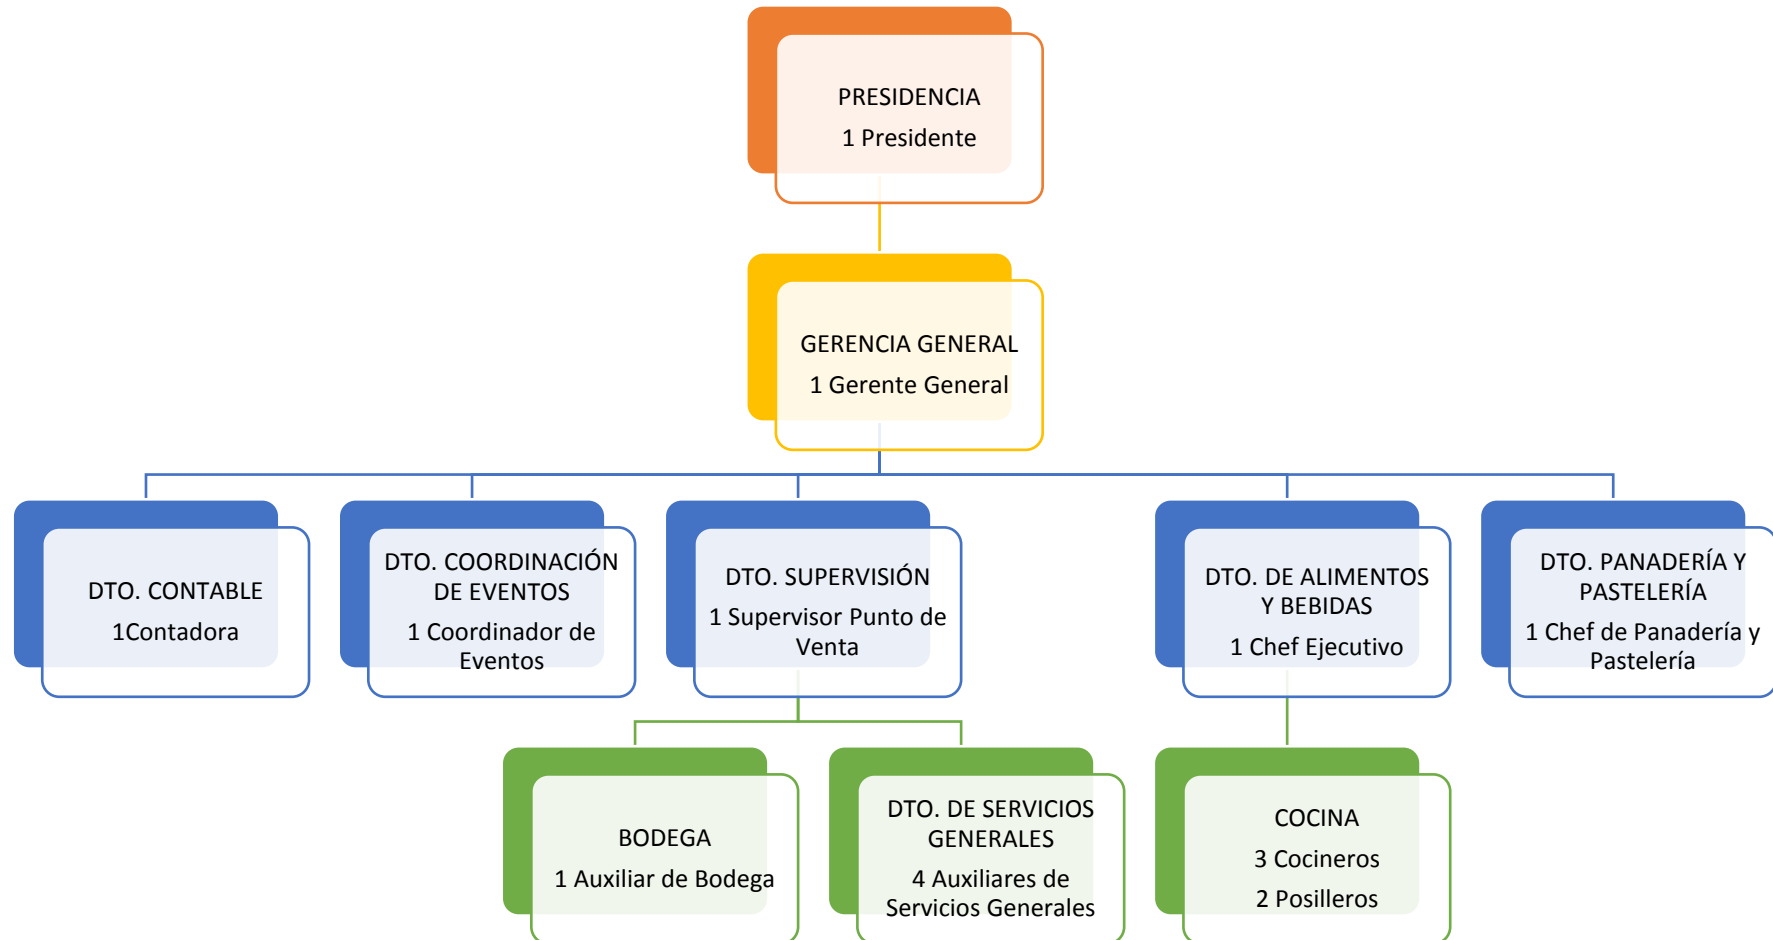 PRESIDENCIA
1 Presidente
GERENCIA GENERAL
1 Gerente General
DTO. CONTABLE
1Contadora
DTO. COORDINACIÓN
DE EVENTOS
1 Coordinador de
Eventos
DTO. SUPERVISIÓN
1 Supervisor Punto de
Venta
DTO. DE ALIMENTOS
Y BEBIDAS
1 Chef Ejecutivo
DTO. PANADERÍA Y
PASTELERÍA
1 Chef de Panadería y
Pastelería
BODEGA
1 Auxiliar de Bodega
DTO. DE SERVICIOS
GENERALES
4 Auxiliares de
Servicios Generales
COCINA
3 Cocineros
2 Posilleros